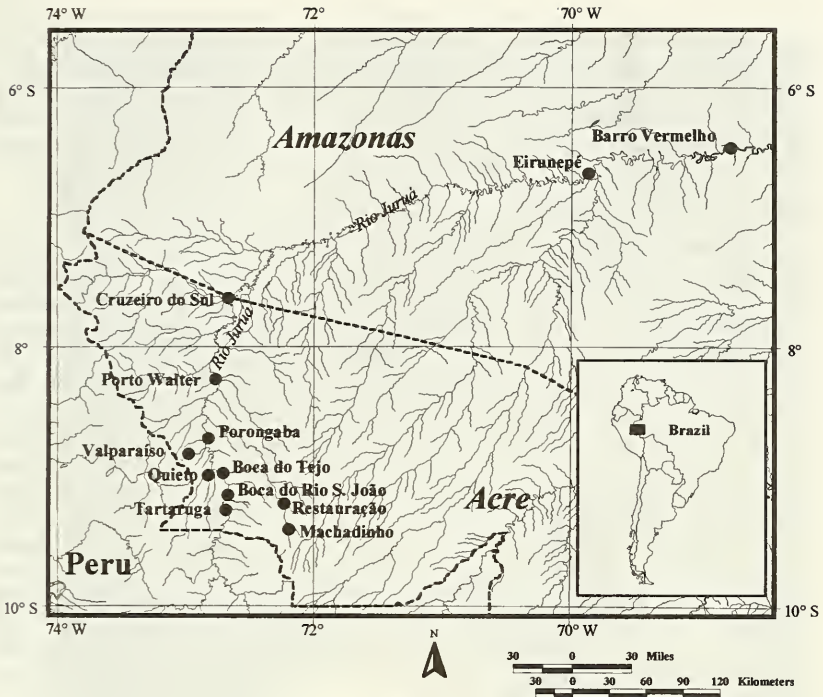 74° W
72° W
70° W
6° S
6° S
Amazonas
Barro Vermelho
Eirunepé
Rio Juruá
Cruzeiro do Sul
Rio Juruá
8°
8° S
Porto Walter
Porongaba
Valparaíso
Brazil
Quieto
Boca do Tejo
Boca do Rio S. João
Acre
Tartaruga
Restauração
Machadinho
Peru
10° S
10° S
74° W
72° W
70° W
N
30 0 30 Miles
30 0 30 60 90 120 Kilometers